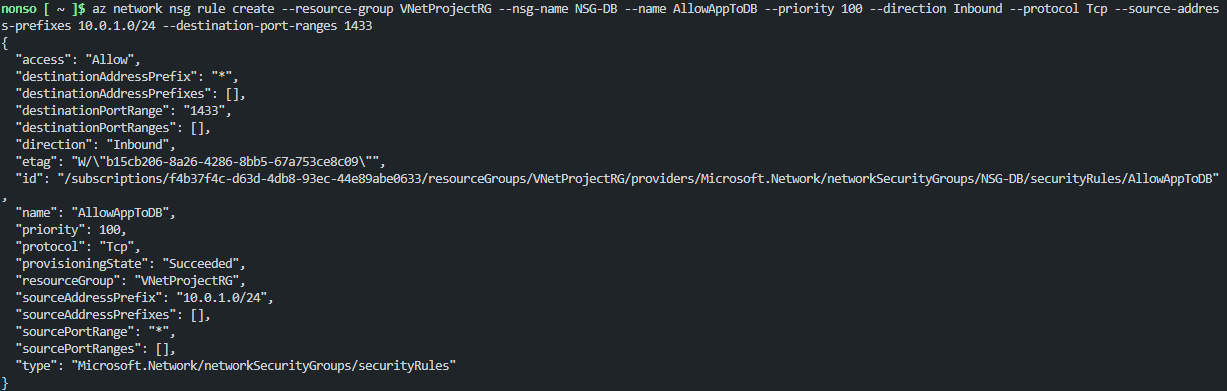 nonso [ ~ ]$ az network nsg rule create --resource-group VNetProjectRG --nsg-name NSG-DB --name AllowAppToDB --priority 100 --direction Inbound --protocol Tcp --source-addres
s-prefixes 10.0.1.0/24 --destination-port-ranges 1433
{
  "access": "Allow",
  "destinationAddressPrefix": "*",
  "destinationAddressPrefixes": [],
  "destinationPortRange": "1433",
  "destinationPortRanges": [],
  "direction": "Inbound",
  "etag": "W/\"b15cb206-8a26-4286-8bb5-67a753ce8c09\"",
  "id": "/subscriptions/f4b37f4c-d63d-4db8-93ec-44e89abe0633/resourceGroups/VNetProjectRG/providers/Microsoft.Network/networkSecurityGroups/NSG-DB/securityRules/AllowAppToDB"
,
  "name": "AllowAppToDB",
  "priority": 100,
  "protocol": "Tcp",
  "provisioningState": "Succeeded",
  "resourceGroup": "VNetProjectRG",
  "sourceAddressPrefix": "10.0.1.0/24",
  "sourceAddressPrefixes": [],
  "sourcePortRange": "*",
  "sourcePortRanges": [],
  "type": "Microsoft.Network/networkSecurityGroups/securityRules"
}